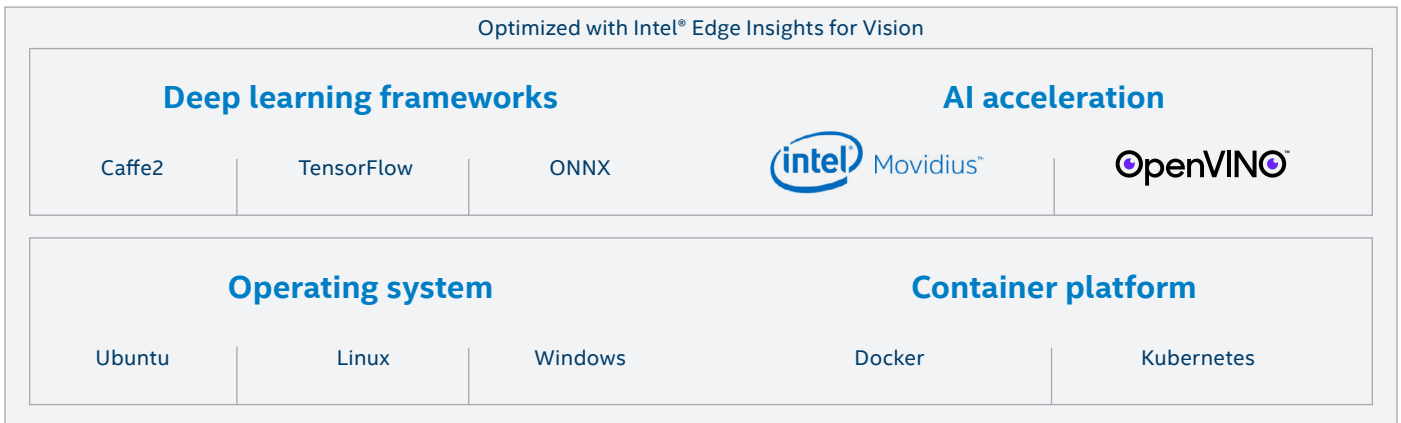 Optimized with Intel® Edge Insights for Vision
Deep learning frameworks
Caffe2
TensorFlow
ONNX
AI acceleration
intel® Movidius™
OpenVINO™
Operating system
Ubuntu
Linux
Windows
Container platform
Docker
Kubernetes